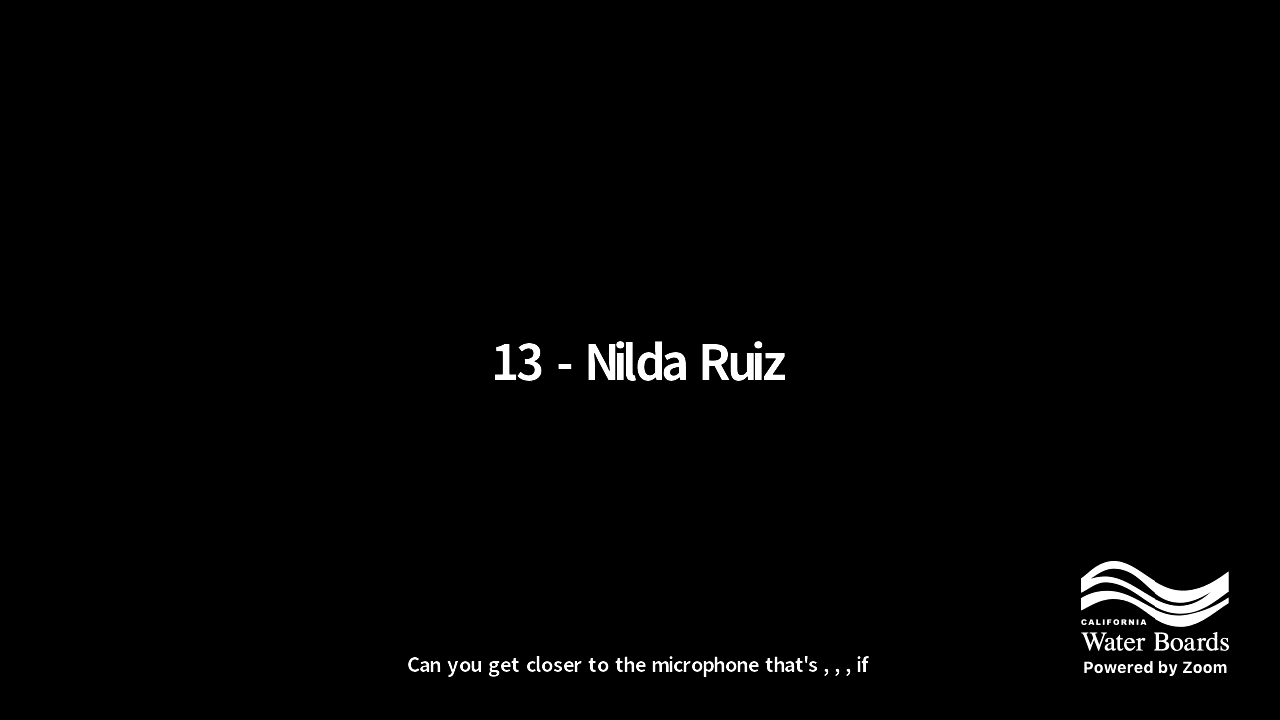 13 - Nilda Ruiz
Can you get closer to the microphone that's , , , if
CALIFORNIA
Water Boards
Powered by Zoom